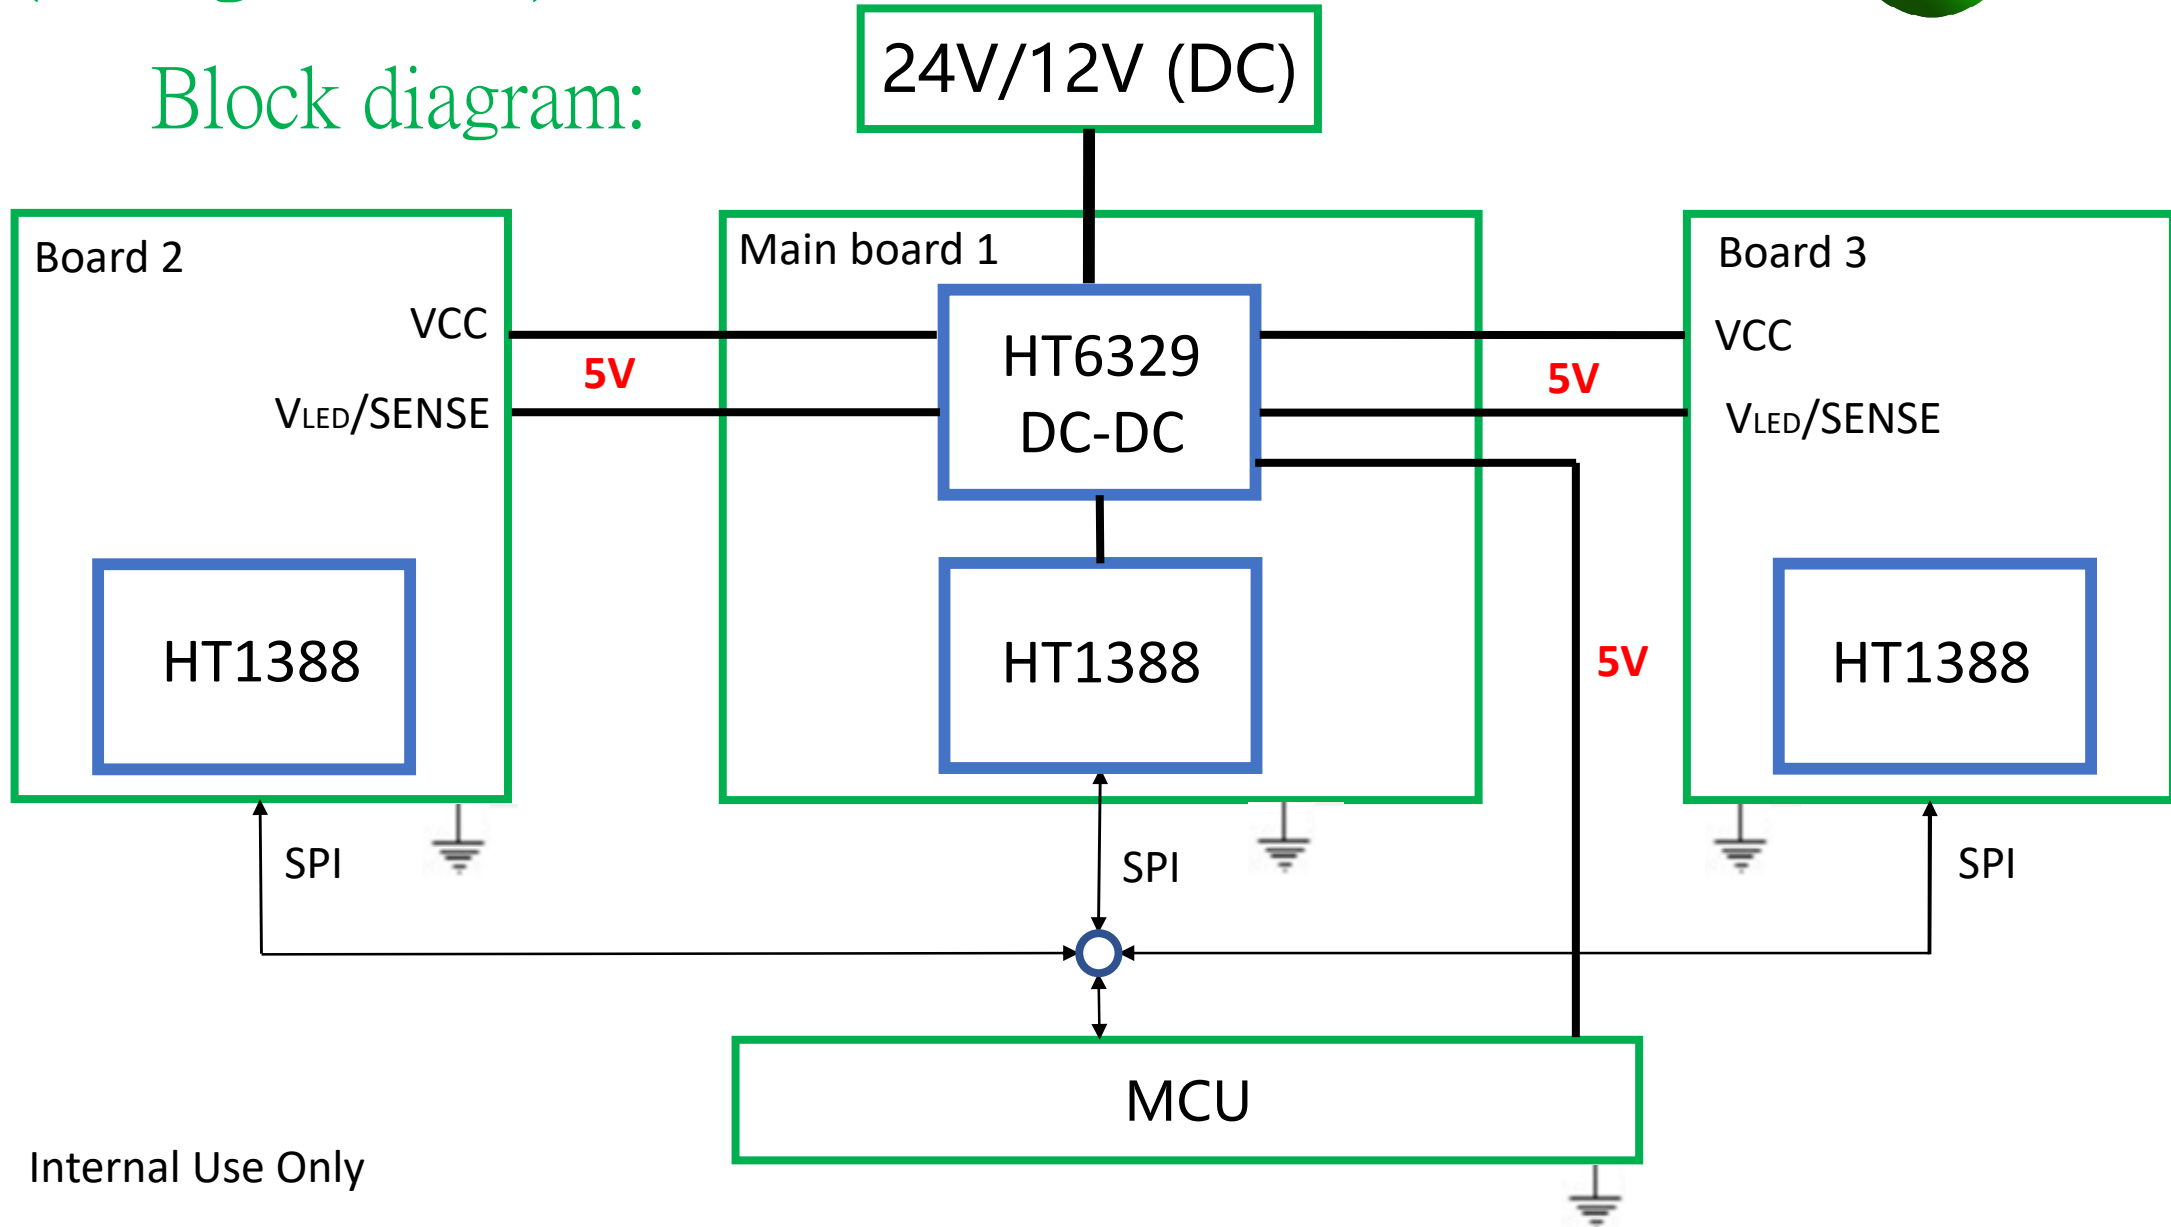 Block diagram:
24V/12V (DC)
Board 2
Main board 1
Board 3
VCC
5V
VLED/SENSE
HT6329
DC-DC
VCC
5V
VLED/SENSE
HT1388
HT1388
5V
HT1388
SPI
SPI
SPI
MCU
Internal Use Only